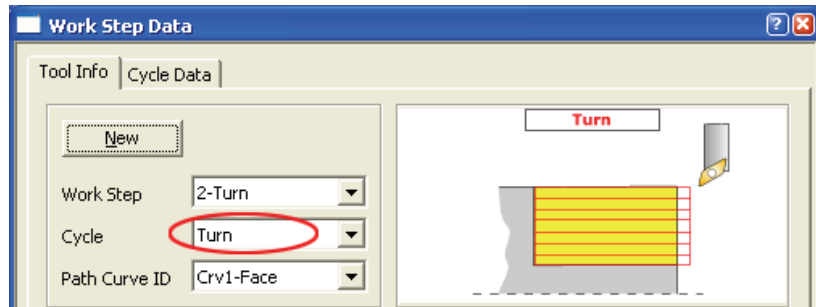 Work Step Data
Tool Info Cycle Data
New
Turn
Work Step 2-Turn
Cycle Turn
Path Curve ID Crv1-Face